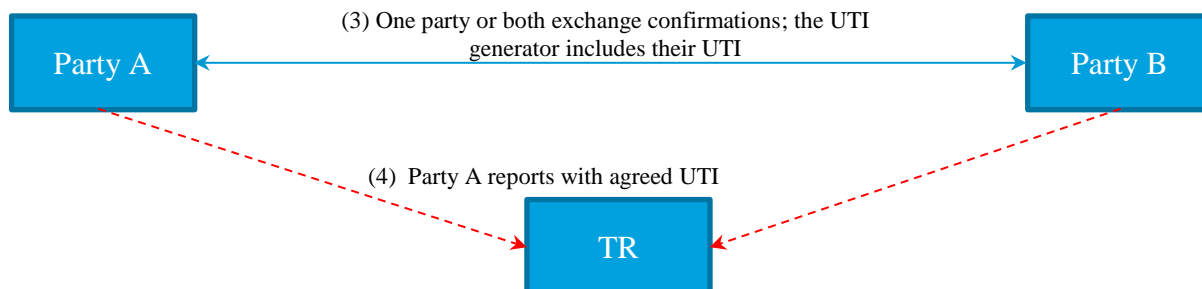 (3) One party or both exchange confirmations; the UTI
generator includes their UTI
Party A
Party B
(4)  Party A reports with agreed UTI
TR